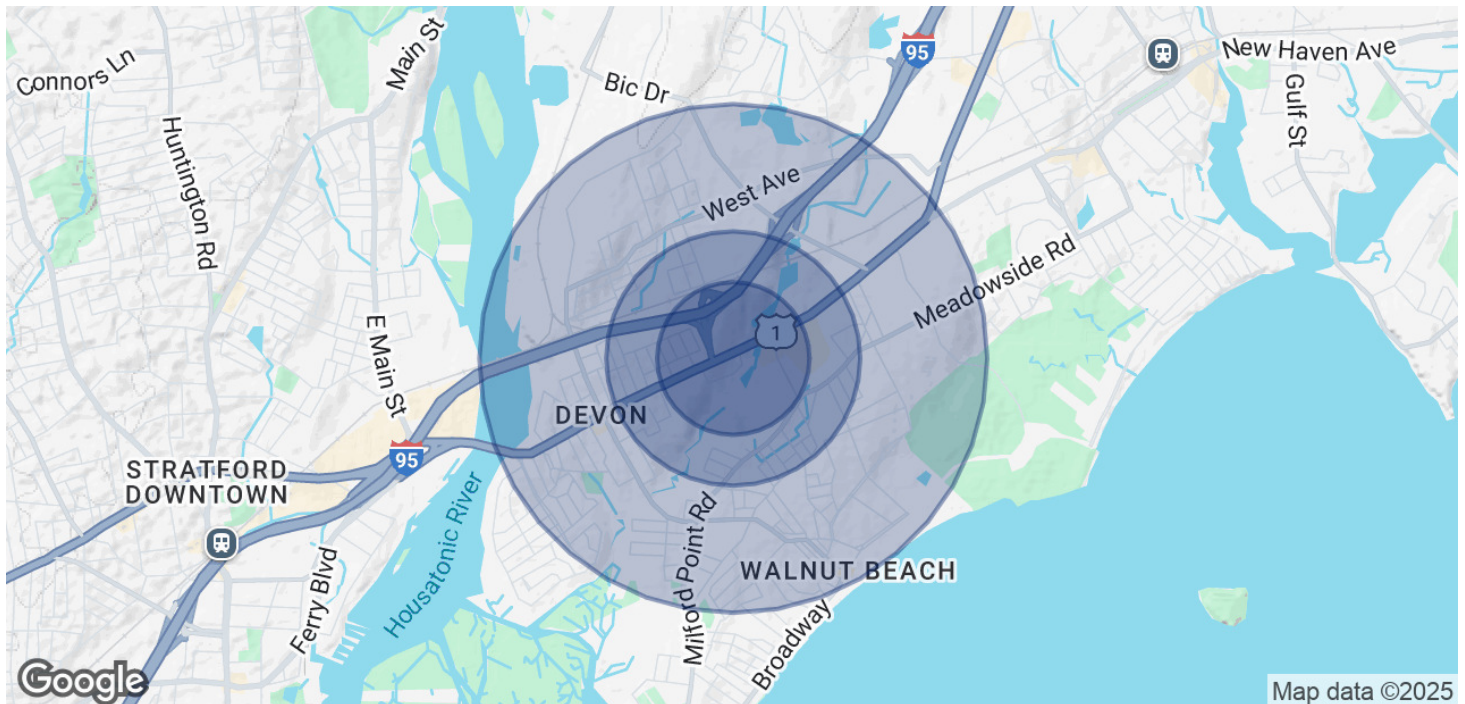 Connors Ln
Main St
Bic Dr
95
New Haven Ave
Gulf St
Huntington Rd
West Ave
Meadowside Rd
1
E Main St
DEVON
95
STRATFORD
DOWNTOWN
Housatonic River
Milford Point Rd
WALNUT BEACH
Ferry Blvd
Broadway
Google
Map data ©2025